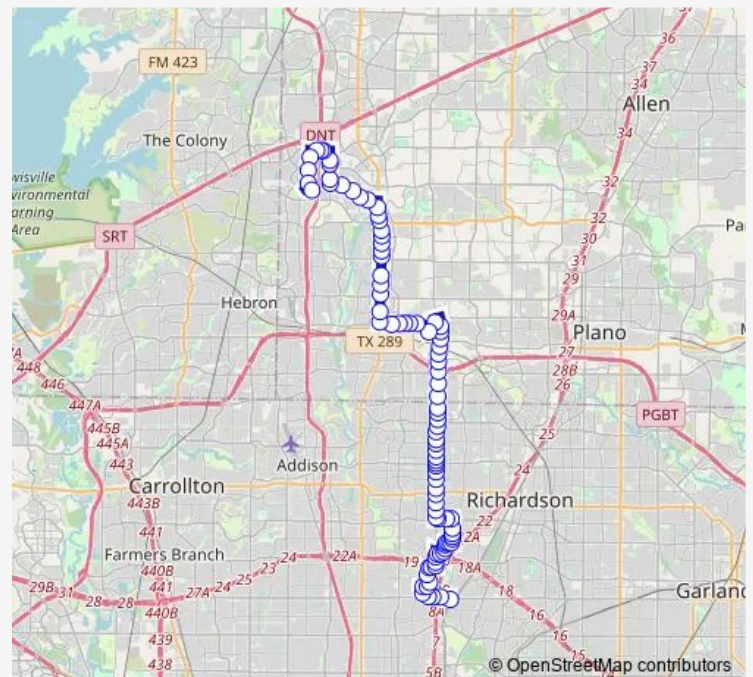 FM 423
36
37
34
Allen
DNT
The Colony
34
wisville
vironmental
arning
Area
32
32
SRT
30
31
29
Pa
Hebron
29A
Plano
TX 289
27
28B
26
448
446
447A
445B
445A
443
PGBT
25
Addison
24
Carrollton
443B
Richardson
441
22
22A
Farmers Branch
24
22A
19
18A
440B
23
25
24
27A
29B
31
28
28
441
440B
18
Garland
8A
16
439
7
16
15
438
5B
© OpenStreetMap contributors